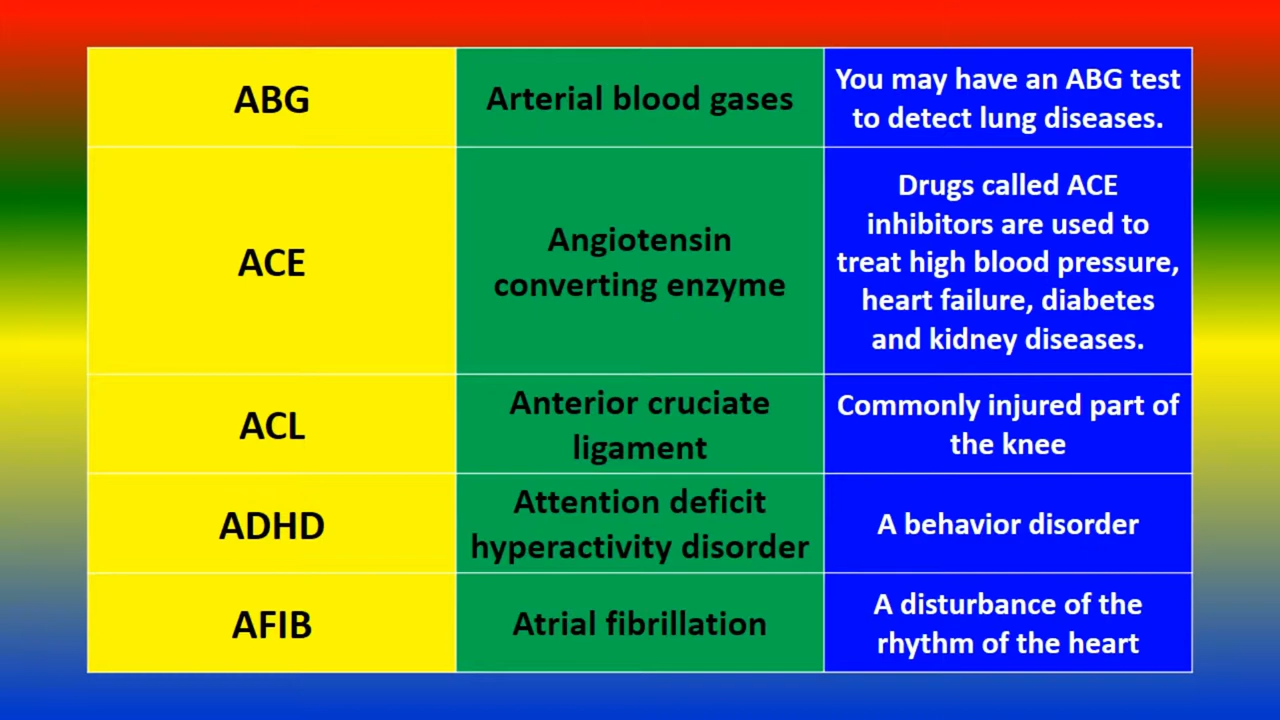 ABG
Arterial blood gases
You may have an ABG test
to detect lung diseases.
ACE
Angiotensin
converting enzyme
Drugs called ACE
inhibitors are used to
treat high blood pressure,
heart failure, diabetes
and kidney diseases.
ACL
Anterior cruciate
ligament
Commonly injured part of
the knee
ADHD
Attention deficit
hyperactivity disorder
A behavior disorder
AFIB
Atrial fibrillation
A disturbance of the
rhythm of the heart